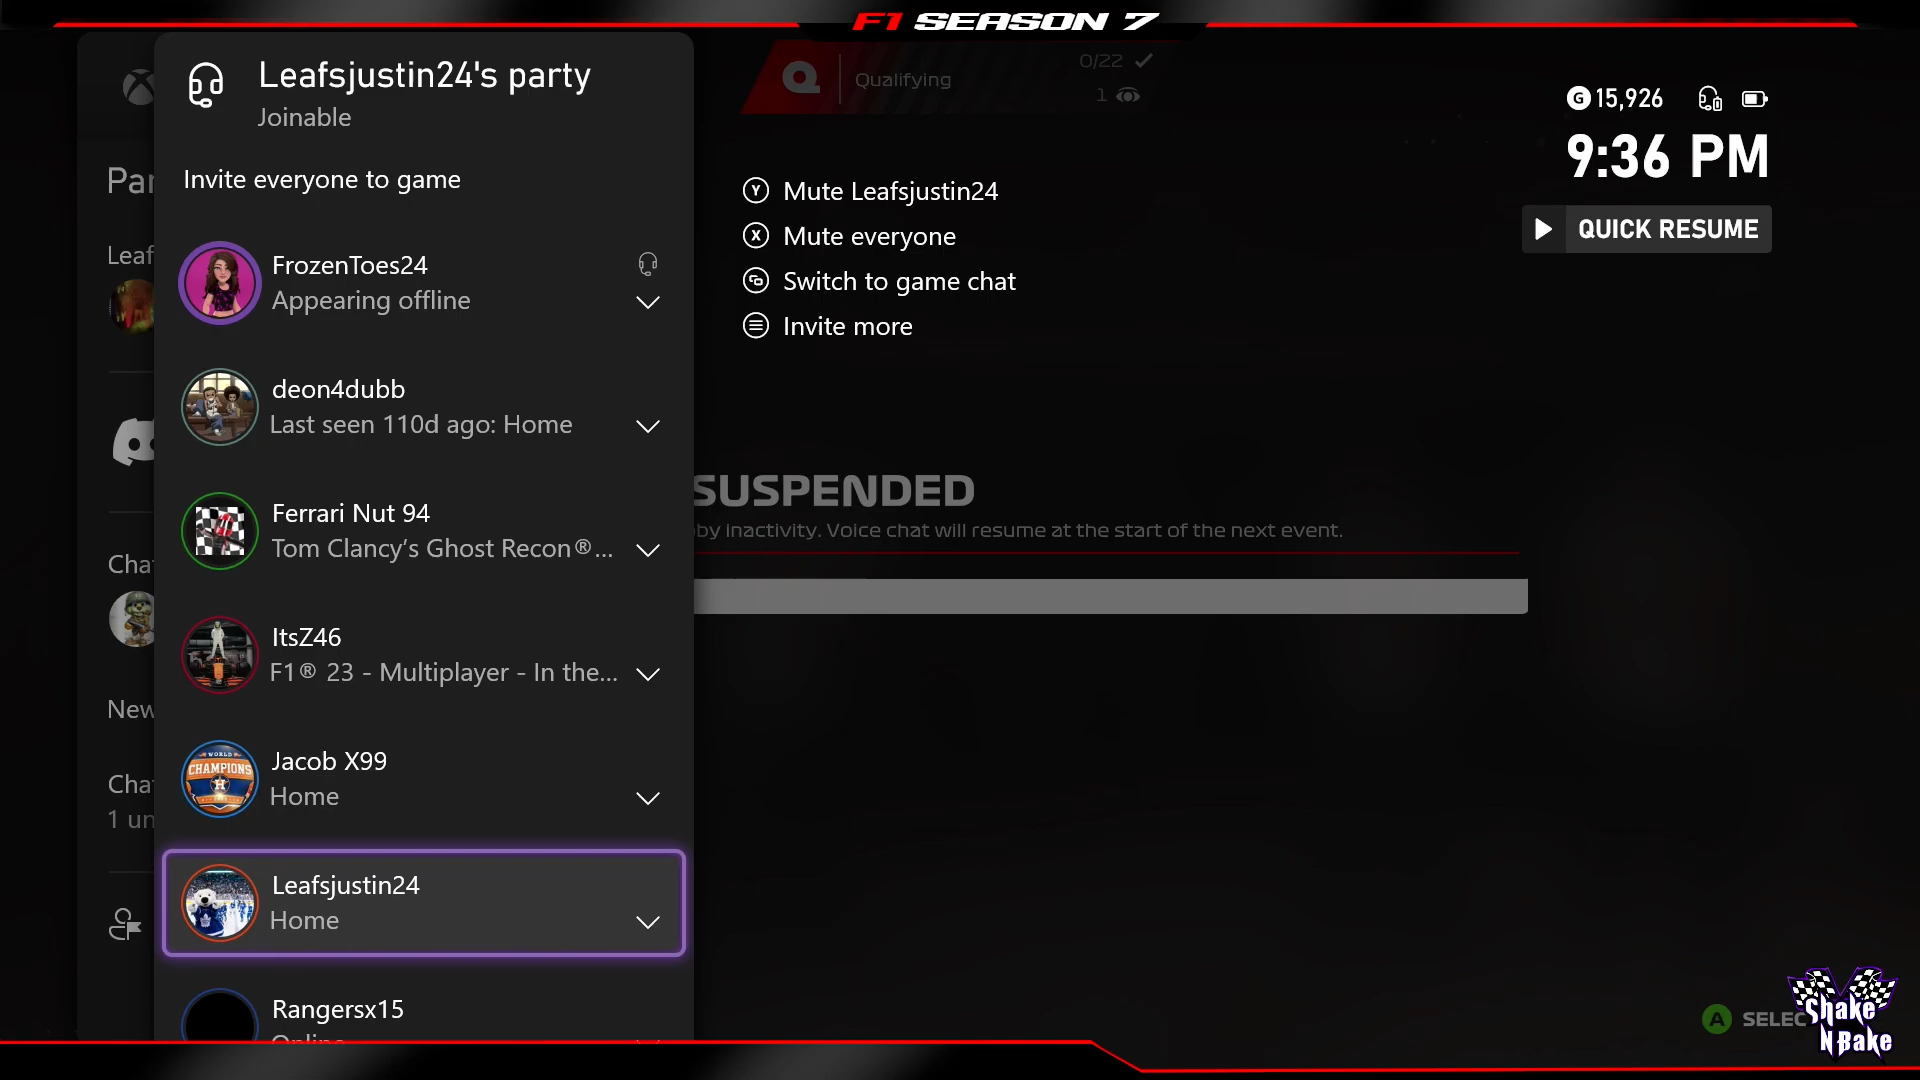 F1 SEASON 7
Leafsjustin24's party
Joinable
Invite everyone to game
FrozenToes24
Appearing offline
deon4dubb
Last seen 110d ago: Home
Ferrari Nut 94
Tom Clancy's Ghost Recon®...
ItsZ46
F1® 23 - Multiplayer - In the...
Jacob X99
Home
Leafsjustin24
Home
Rangersx15
Online
Par
Leaf
Cha
New
Cha
1 un
Q Qualifying
0/22
1
Y Mute Leafsjustin24
X Mute everyone
Switch to game chat
Invite more
SUSPENDED
by inactivity. Voice chat will resume at the start of the next event.
G 15,926
9:36 PM
QUICK RESUME
WORLD
CHAMPIONS
H
A SELEC
Shake
N Bake